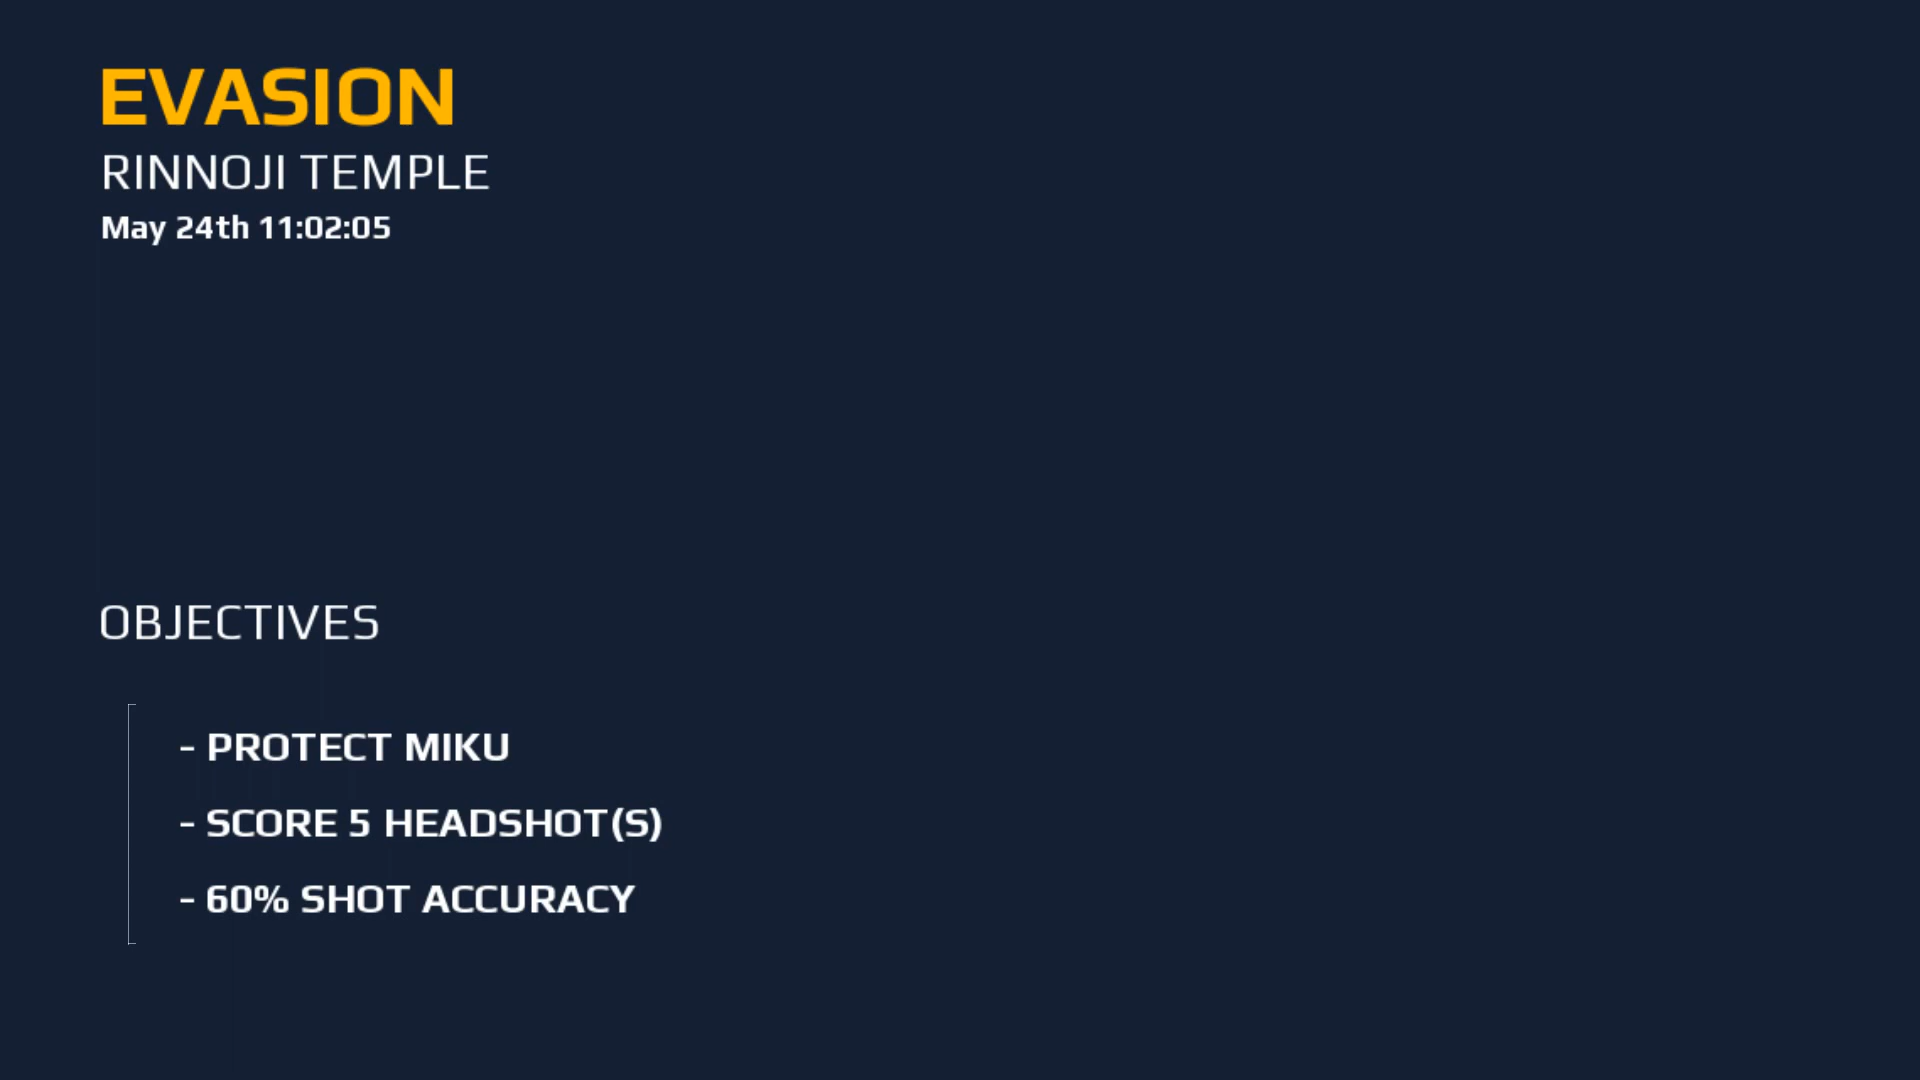 EVASION
RINNOJI TEMPLE
May 24th 11:02:05
OBJECTIVES
- PROTECT MIKU
- SCORE 5 HEADSHOT(S)
- 60% SHOT ACCURACY